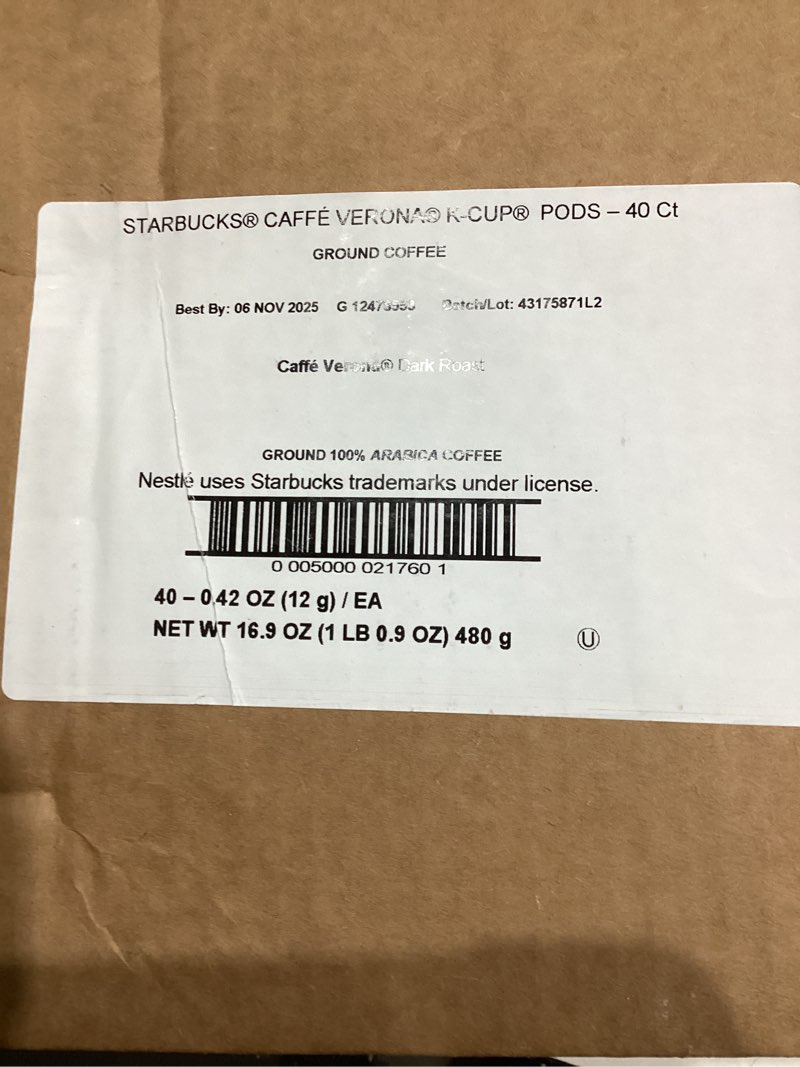 STARBUCKS® CAFFÉ VERONA® K-CUP® PODS – 40 Ct
GROUND COFFEE
Best By: 06 NOV 2025 G Batch/Lot: 43175871L2
Caffé Verona® Dark Roast
GROUND 100% ARABICA COFFEE
Nestlé uses Starbucks trademarks under license.
0 005000 021760 1
40 – 0.42 OZ (12 g) / EA
NET WT 16.9 OZ (1 LB 0.9 OZ) 480 g
U